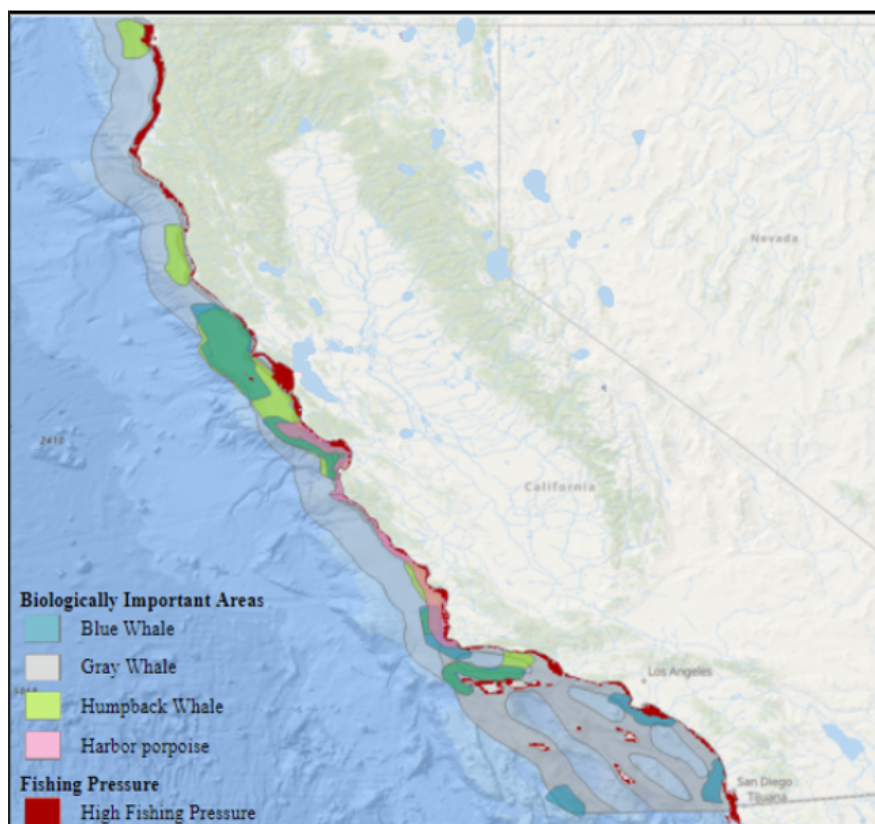 Nevada
2410
California
Biologically Important Areas
Blue Whale
Gray Whale
Los Angeles
Humpback Whale
Harbor porpoise
Fishing Pressure
San Diego
Tijuana
High Fishing Pressure